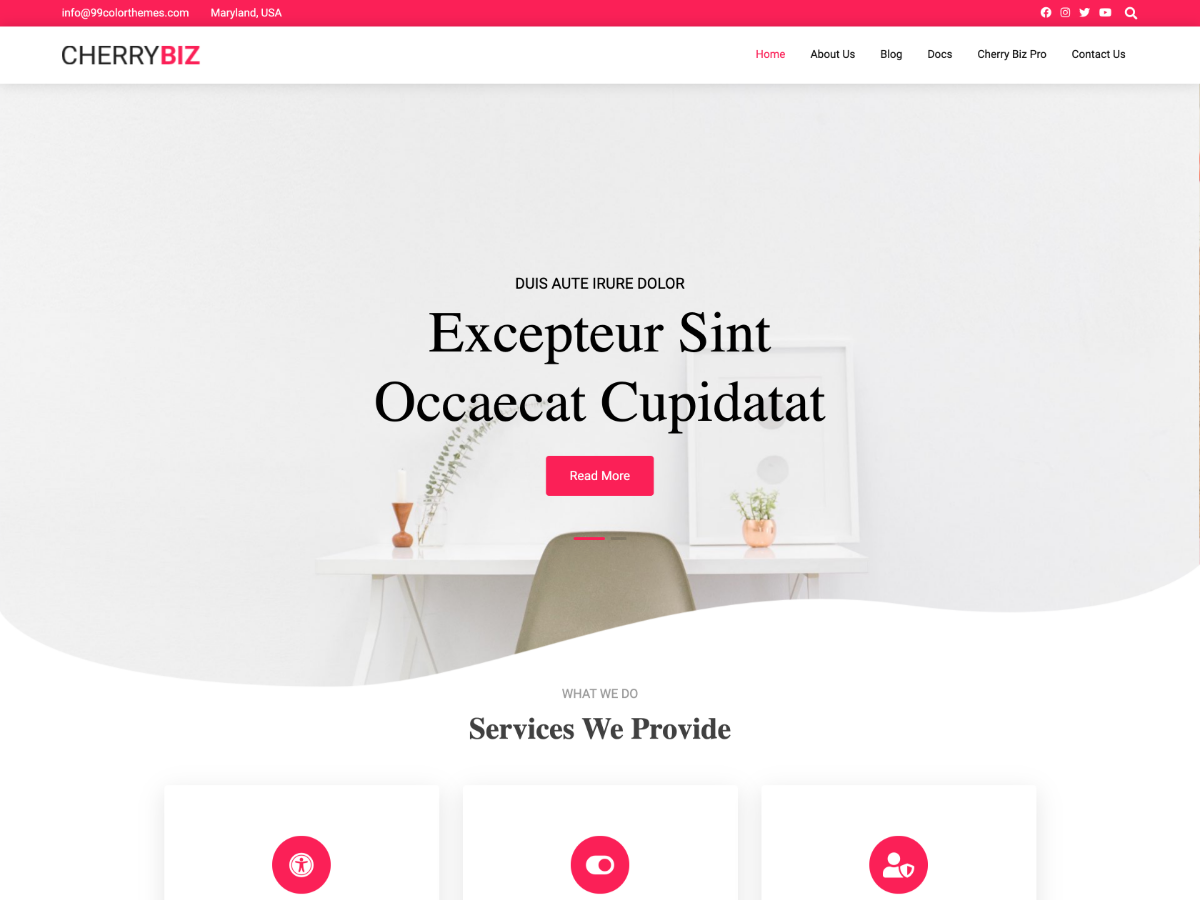 info@99colorthemes.com Maryland, USA
CHERRYBIZ
Home About Us Blog Docs Cherry Biz Pro Contact Us
DUIS AUTE IRURE DOLOR
Excepteur Sint
Occaecat Cupidatat
Read More
WHAT WE DO
Services We Provide